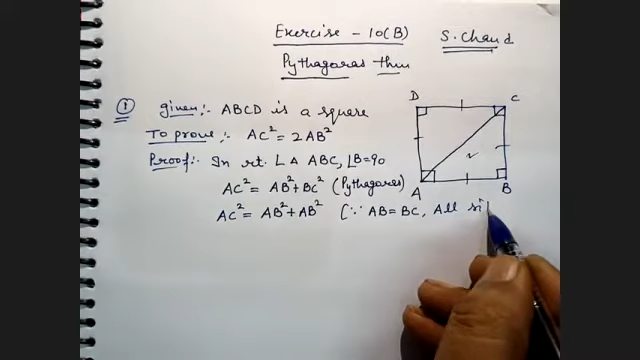 Exercise - 10(B) S. Chand
Pythagoras thm
① given:- ABCD is a square
To prove:- AC² = 2AB²
Proof:- In rt. L △ ABC, ∠B = 90
AC² = AB² + BC² (Pythagoras)
AC² = AB² + AB² (∵ AB = BC, All si
D C
A B